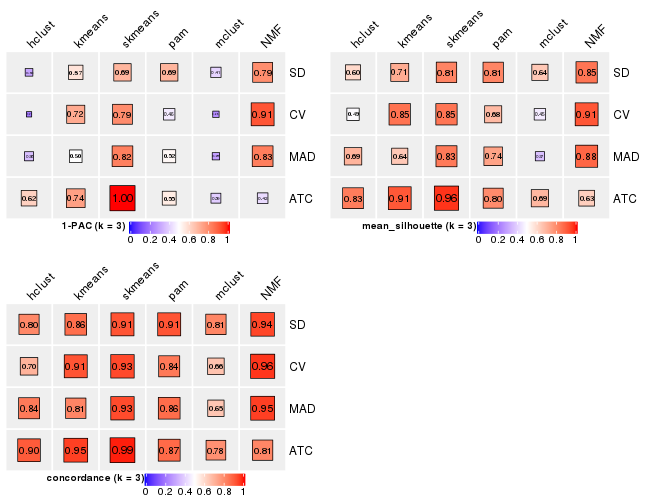 hclust kmeans skmeans pam mclust NMF
0.57 0.69 0.69 0.79 SD
0.72 0.79 0.91 CV
0.50 0.82 0.52 0.83 MAD
0.62 0.74 1.00 0.55 ATC
1-PAC (k = 3)
0 0.2 0.4 0.6 0.8 1
hclust kmeans skmeans pam mclust NMF
0.60 0.71 0.81 0.81 0.64 0.85 SD
0.49 0.85 0.85 0.68 0.91 CV
0.69 0.64 0.83 0.74 0.88 MAD
0.83 0.91 0.96 0.80 0.69 0.63 ATC
mean_silhouette (k = 3)
0 0.2 0.4 0.6 0.8 1
hclust kmeans skmeans pam mclust NMF
0.80 0.86 0.91 0.91 0.81 0.94 SD
0.70 0.91 0.93 0.84 0.66 0.96 CV
0.84 0.81 0.93 0.86 0.65 0.95 MAD
0.90 0.95 0.99 0.87 0.78 0.81 ATC
concordance (k = 3)
0 0.2 0.4 0.6 0.8 1